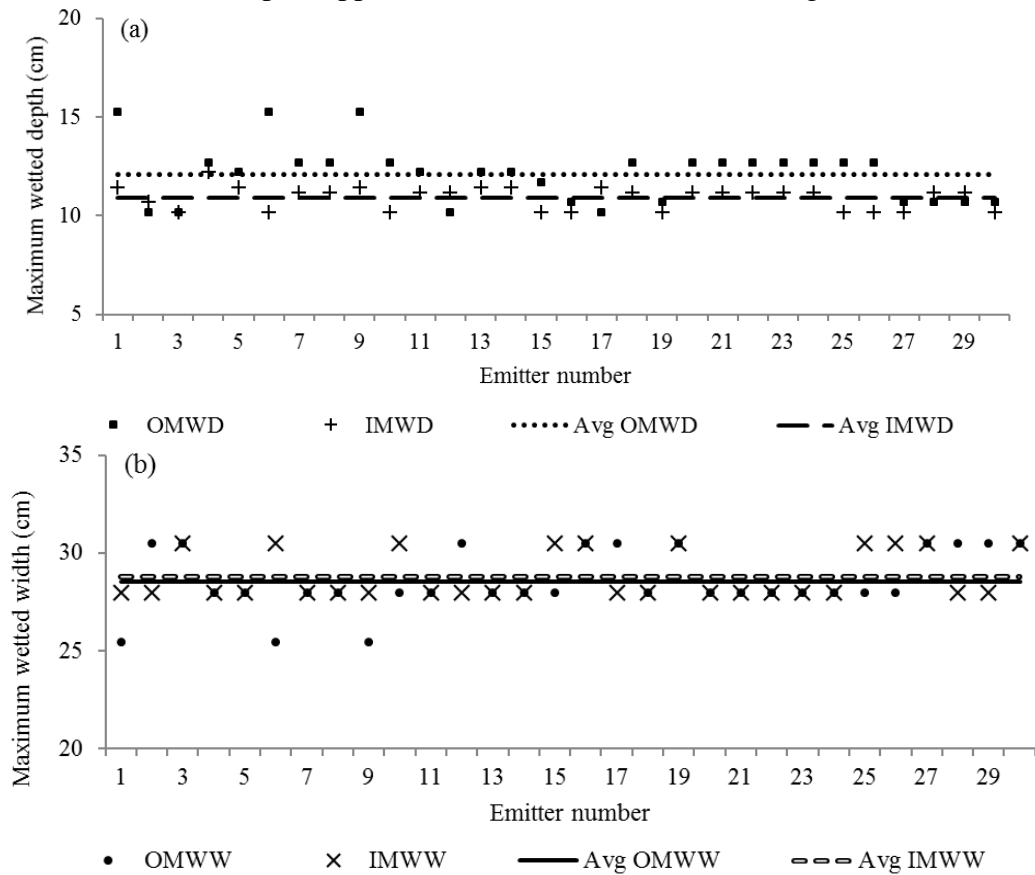 (a)
20
15
10
5
Maximum wetted depth (cm)
1 3 5 7 9 11 13 15 17 19 21 23 25 27 29
Emitter number
OMWD IMWD Avg OMWD Avg IMWD
(b)
35
30
25
20
Maximum wetted width (cm)
1 3 5 7 9 11 13 15 17 19 21 23 25 27 29
Emitter number
OMWW IMWW Avg OMWW Avg IMWW